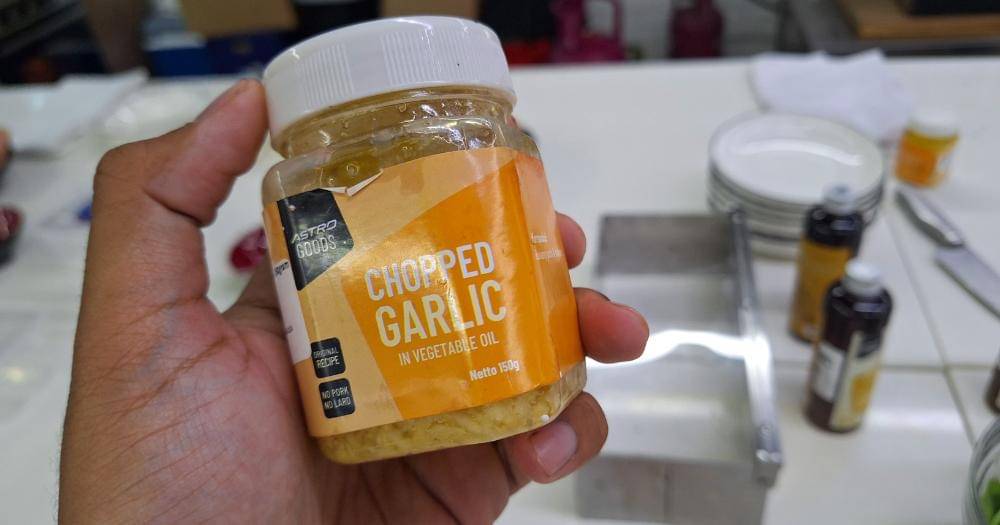 ASTRO
GOODS
CHOPPED
GARLIC
IN VEGETABLE OIL
Netto 150g
ORIGINAL
RECIPE
NO PORK
NO LARD